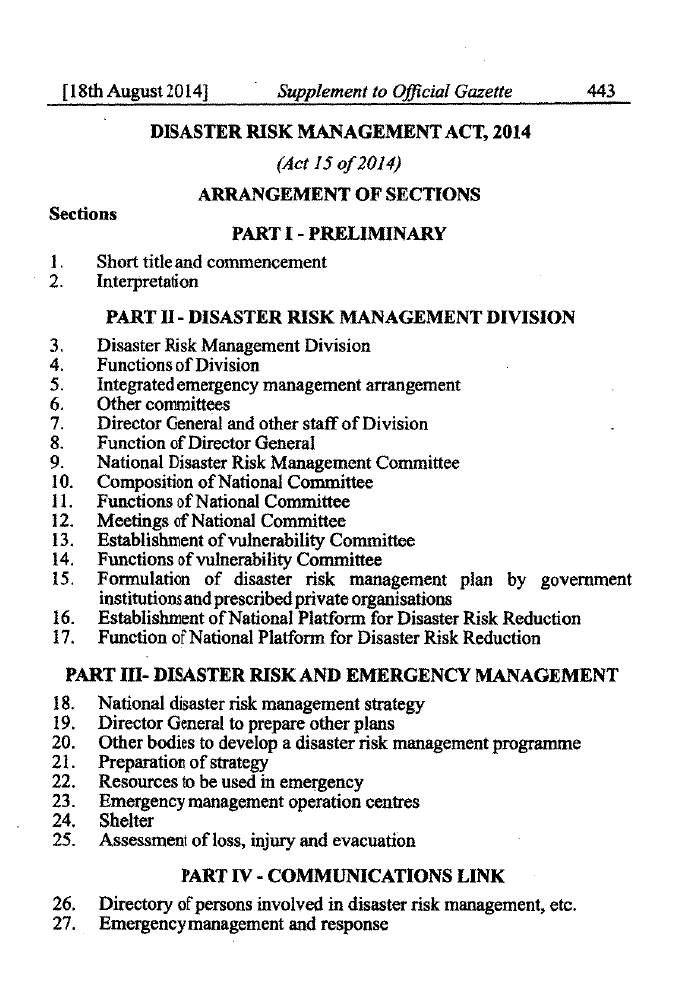 [18th August 2014] Supplement to Official Gazette 443
DISASTER RISK MANAGEMENT ACT, 2014
(Act 15 of 2014)
ARRANGEMENT OF SECTIONS
Sections
PART I - PRELIMINARY
1. Short title and commencement
2. Interpretation
PART II - DISASTER RISK MANAGEMENT DIVISION
3. Disaster Risk Management Division
4. Functions of Division
5. Integrated emergency management arrangement
6. Other committees
7. Director General and other staff of Division
8. Function of Director General
9. National Disaster Risk Management Committee
10. Composition of National Committee
11. Functions of National Committee
12. Meetings of National Committee
13. Establishment of vulnerability Committee
14. Functions of vulnerability Committee
15. Formulation of disaster risk management plan by government
institutions and prescribed private organisations
16. Establishment of National Platform for Disaster Risk Reduction
17. Function of National Platform for Disaster Risk Reduction
PART III- DISASTER RISK AND EMERGENCY MANAGEMENT
18. National disaster risk management strategy
19. Director General to prepare other plans
20. Other bodies to develop a disaster risk management programme
21. Preparation of strategy
22. Resources to be used in emergency
23. Emergency management operation centres
24. Shelter
25. Assessment of loss, injury and evacuation
PART IV - COMMUNICATIONS LINK
26. Directory of persons involved in disaster risk management, etc.
27. Emergency management and response